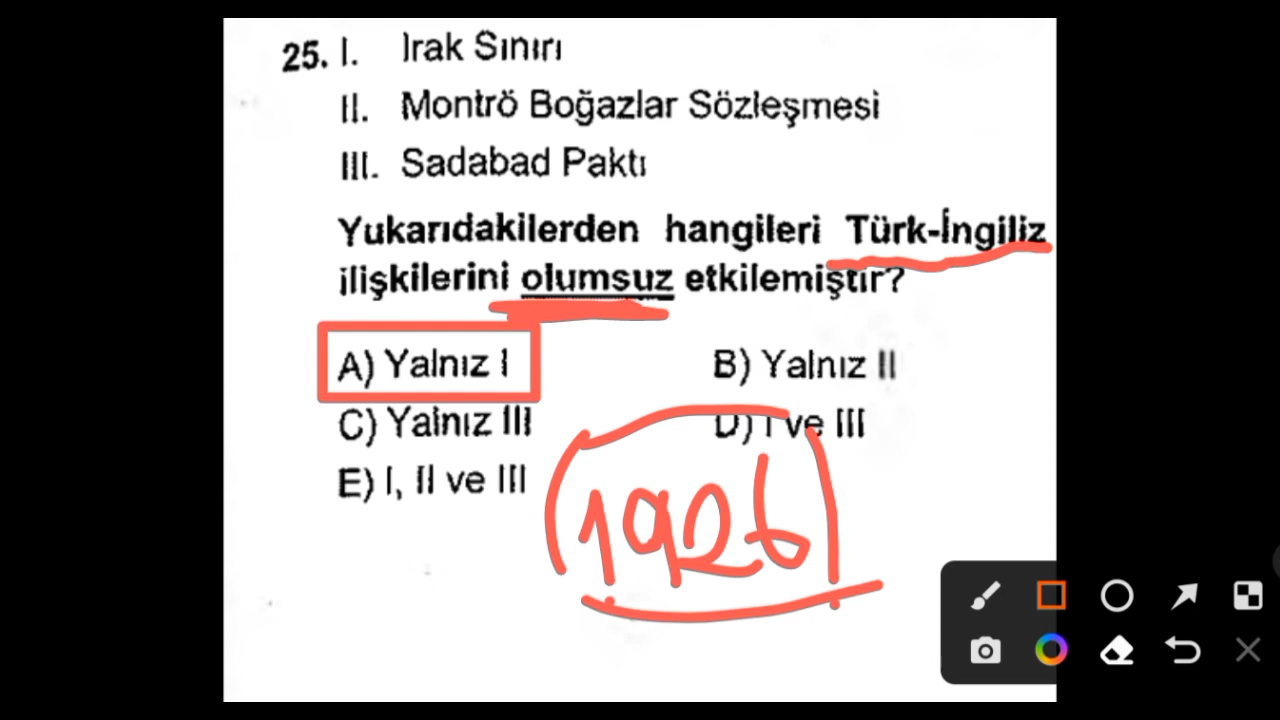 25. I. Irak Sınırı
II. Montrö Boğazlar Sözleşmesi
III. Sadabad Paktı
Yukarıdakilerden hangileri Türk-İngiliz
ilişkilerini olumsuz etkilemiştir?
A) Yalnız I B) Yalnız II
C) Yalnız III D) I ve III
E) I, II ve III
1926